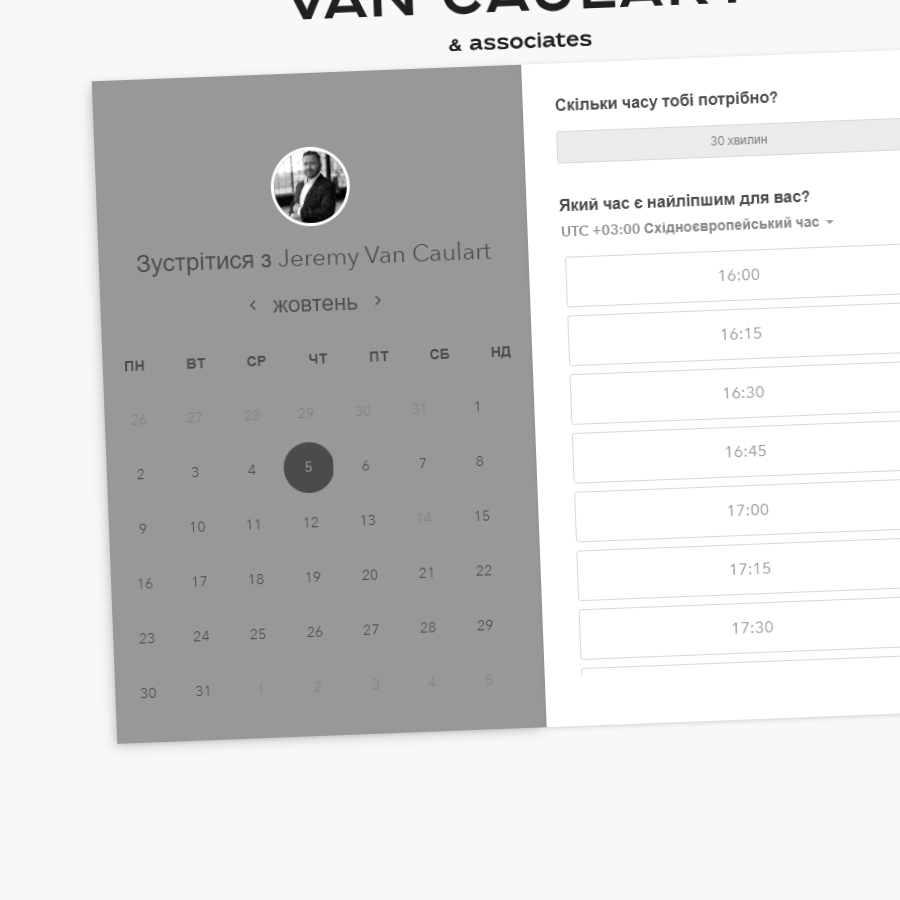 VAN CAULART
& associates
Зустрітися з Jeremy Van Caulart
жовтень
ПН ВТ СР ЧТ ПТ СБ НД
26 27 28 29 30 31 1
2 3 4 5 6 7 8
9 10 11 12 13 14 15
16 17 18 19 20 21 22
23 24 25 26 27 28 29
30 31 1 2 3 4 5
Скільки часу тобі потрібно?
30 хвилин
Який час є найліпшим для вас?
UTC +03:00 Східноєвропейський час
16:00
16:15
16:30
16:45
17:00
17:15
17:30